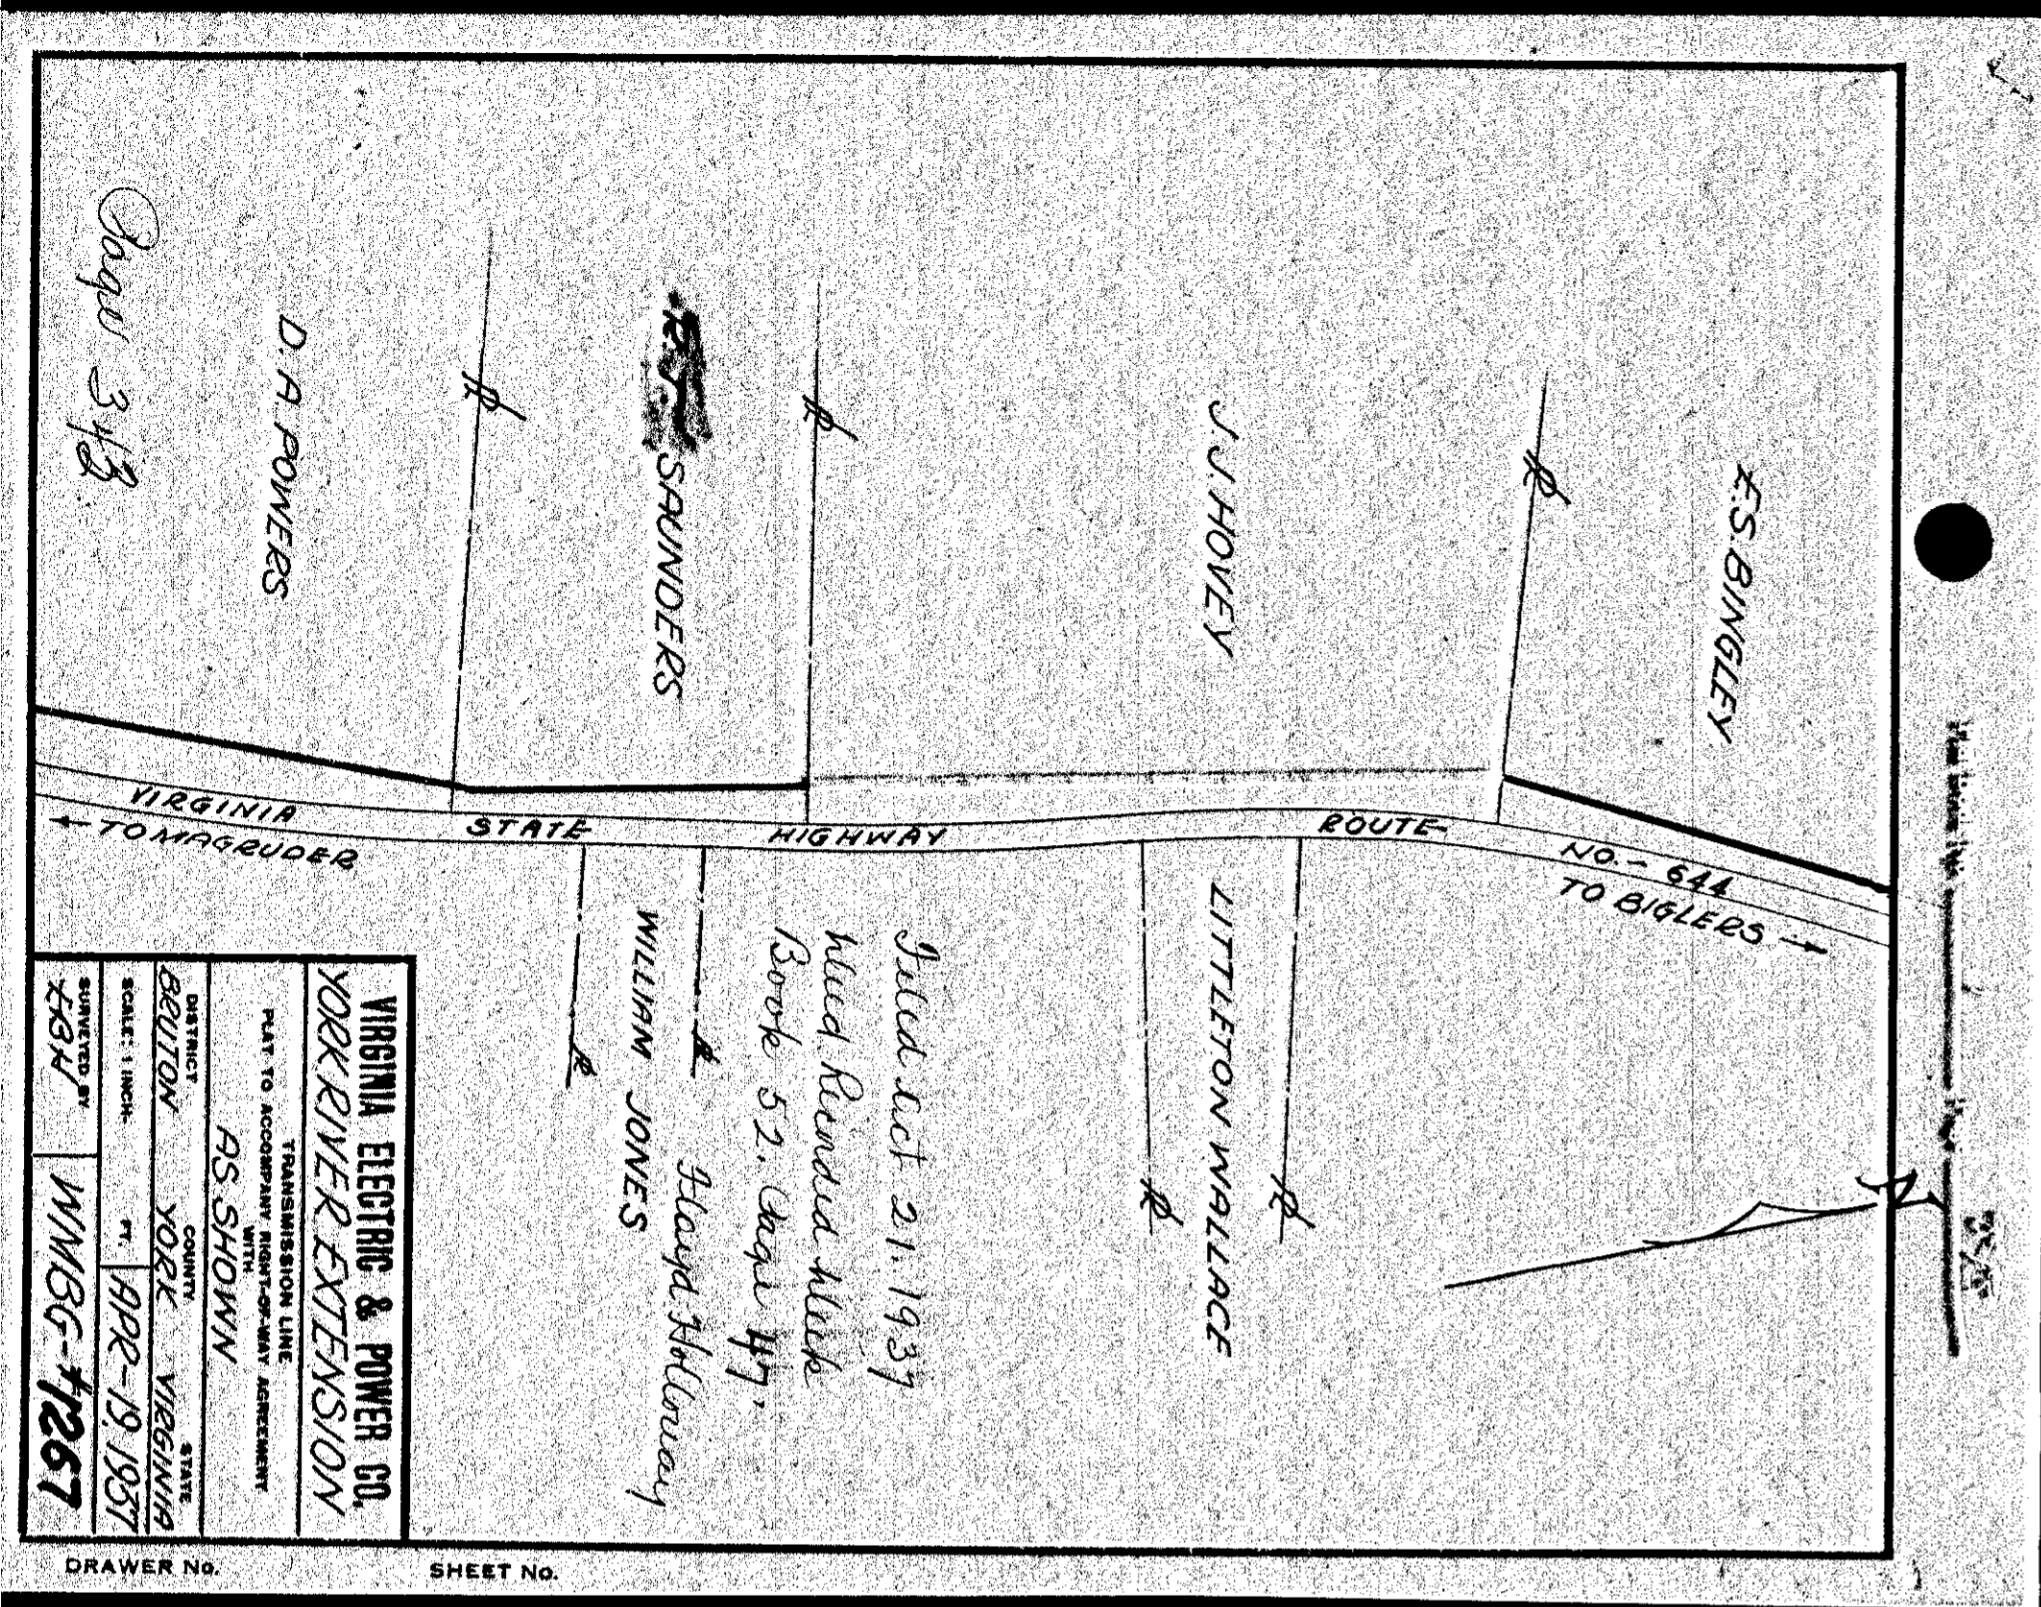 E.S. BINGLEY
J.J. HOVEY
SAUNDERS
D.A. POWERS
Page 343
VIRGINIA STATE HIGHWAY ROUTE NO.- 644
← TO MAGRUDER
TO BIGLERS →
N
LITTLETON WALLACE
WILLIAM JONES
Filed Oct 21. 1937
Deed Recorded Deed
Book 52. Page 47.
Floyd Holloway
VIRGINIA ELECTRIC & POWER CO.
YORK RIVER EXTENSION
TRANSMISSION LINE
PLAT TO ACCOMPANY RIGHT-OF-WAY AGREEMENT
WITH
AS SHOWN
DISTRICT COUNTY STATE
BRUTON YORK VIRGINIA
SCALE: 1 INCH. FT. APR-19, 1937
SURVEYED BY
WMBG-#1267
DRAWER No.
SHEET No.